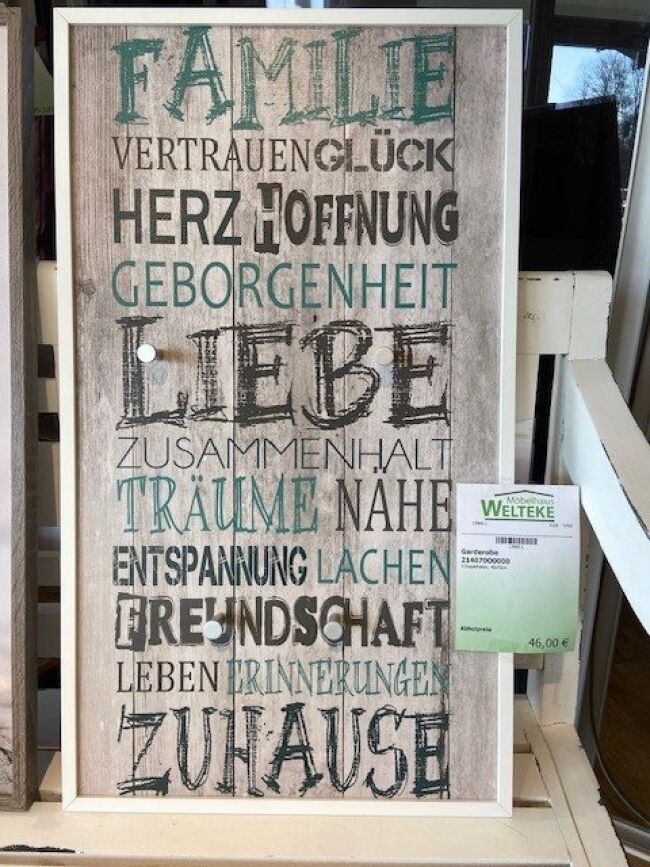 FAMILIE
VERTRAUEN GLÜCK
HERZ HOFFNUNG
GEBORGENHEIT
LIEBE
ZUSAMMENHALT
TRÄUME NÄHE
ENTSPANNUNG LACHEN
FREUNDSCHAFT
LEBEN ERINNERUNGEN
ZUHAUSE
Möbelhaus
WELTEKE
Garderobe
21407000000
Abholpreis
46,00 €